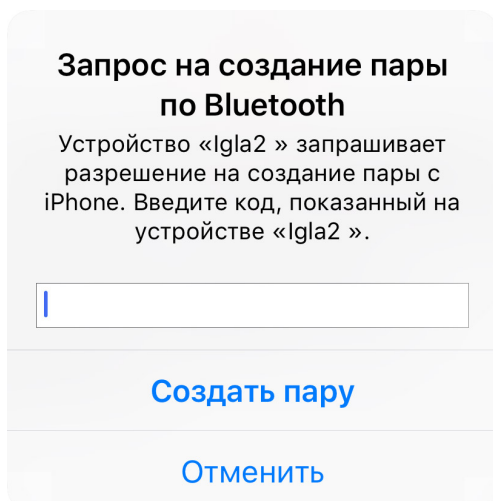 Запрос на создание пары
по Bluetooth
Устройство «Igla2 » запрашивает
разрешение на создание пары с
iPhone. Введите код, показанный на
устройстве «Igla2 ».
Создать пару
Отменить